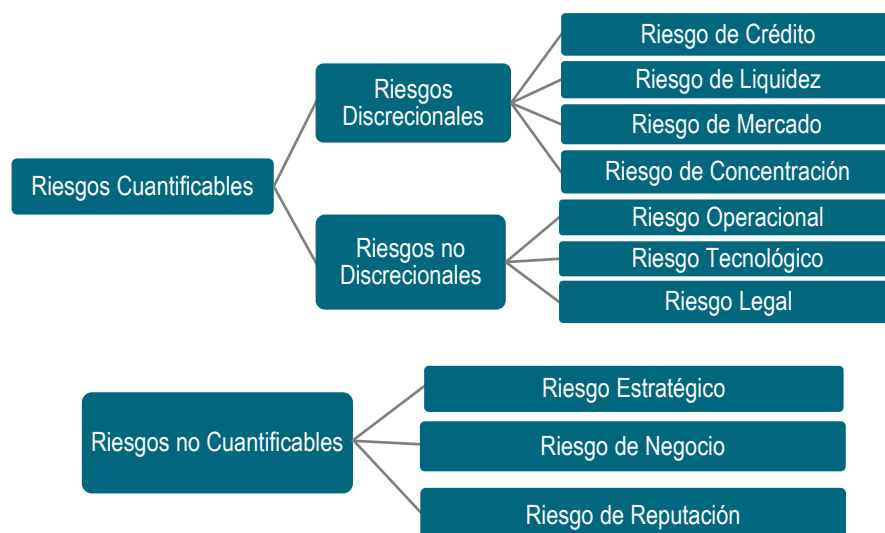 Riesgos Cuantificables
Riesgos
Discrecionales
Riesgo de Crédito
Riesgo de Liquidez
Riesgo de Mercado
Riesgo de Concentración
Riesgos no
Discrecionales
Riesgo Operacional
Riesgo Tecnológico
Riesgo Legal
Riesgos no Cuantificables
Riesgo Estratégico
Riesgo de Negocio
Riesgo de Reputación